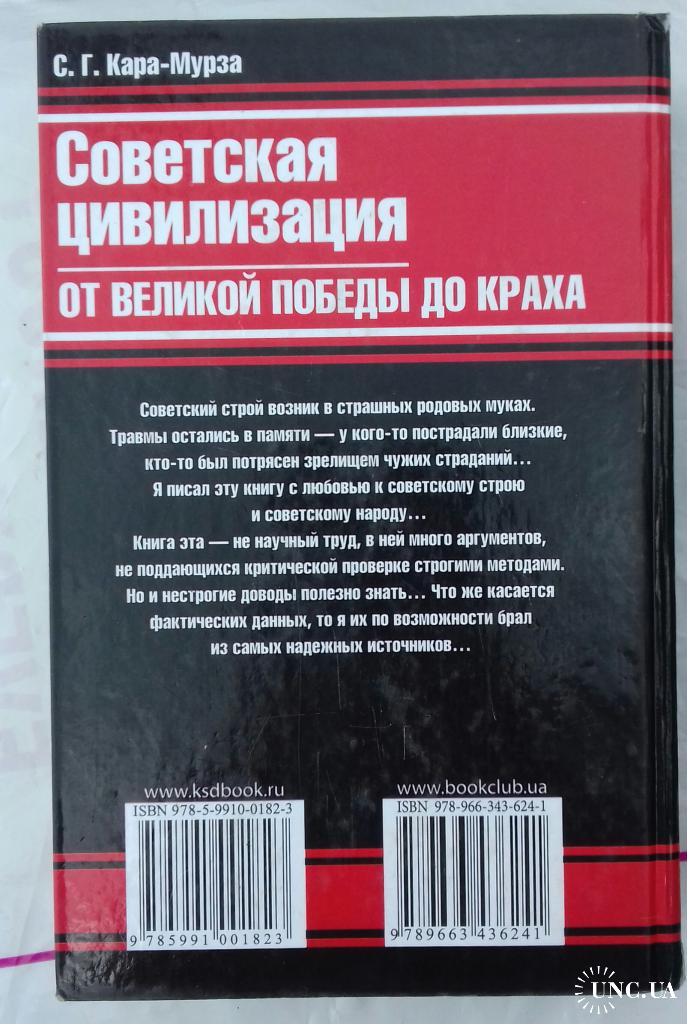 С. Г. Кара-Мурза
Советская
цивилизация
ОТ ВЕЛИКОЙ ПОБЕДЫ ДО КРАХА
Советский строй возник в страшных родовых муках.
Травмы остались в памяти — у кого-то пострадали близкие,
кто-то был потрясен зрелищем чужих страданий...
Я писал эту книгу с любовью к советскому строю
и советскому народу...
Книга эта — не научный труд, в ней много аргументов,
не поддающихся критической проверке строгими методами.
Но и нестрогие доводы полезно знать... Что же касается
фактических данных, то я их по возможности брал
из самых надежных источников...
www.ksdbook.ru
ISBN 978-5-9910-0182-3
9 785991 001823
www.bookclub.ua
ISBN 978-966-343-624-1
9 789663 436241
UNC.UA